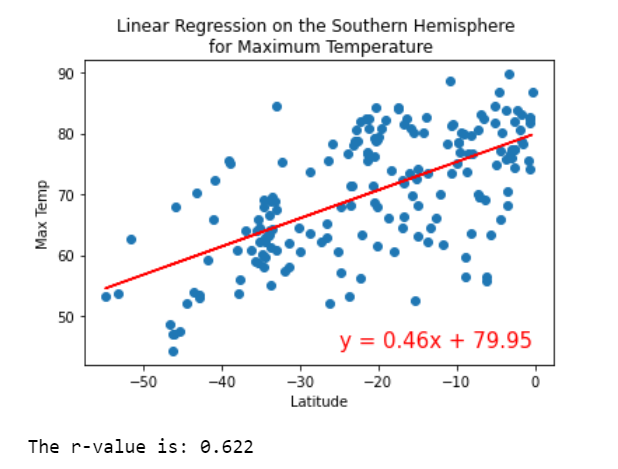 Linear Regression on the Southern Hemisphere
for Maximum Temperature
90
80
70
60
50
Max Temp
y = 0.46x + 79.95
−50 −40 −30 −20 −10 0
Latitude
The r-value is: 0.622